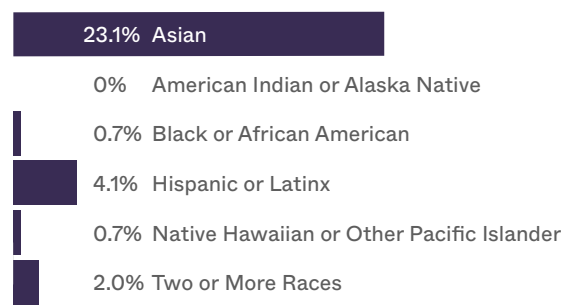 23.1% Asian
0% American Indian or Alaska Native
0.7% Black or African American
4.1% Hispanic or Latinx
0.7% Native Hawaiian or Other Pacific Islander
2.0% Two or More Races